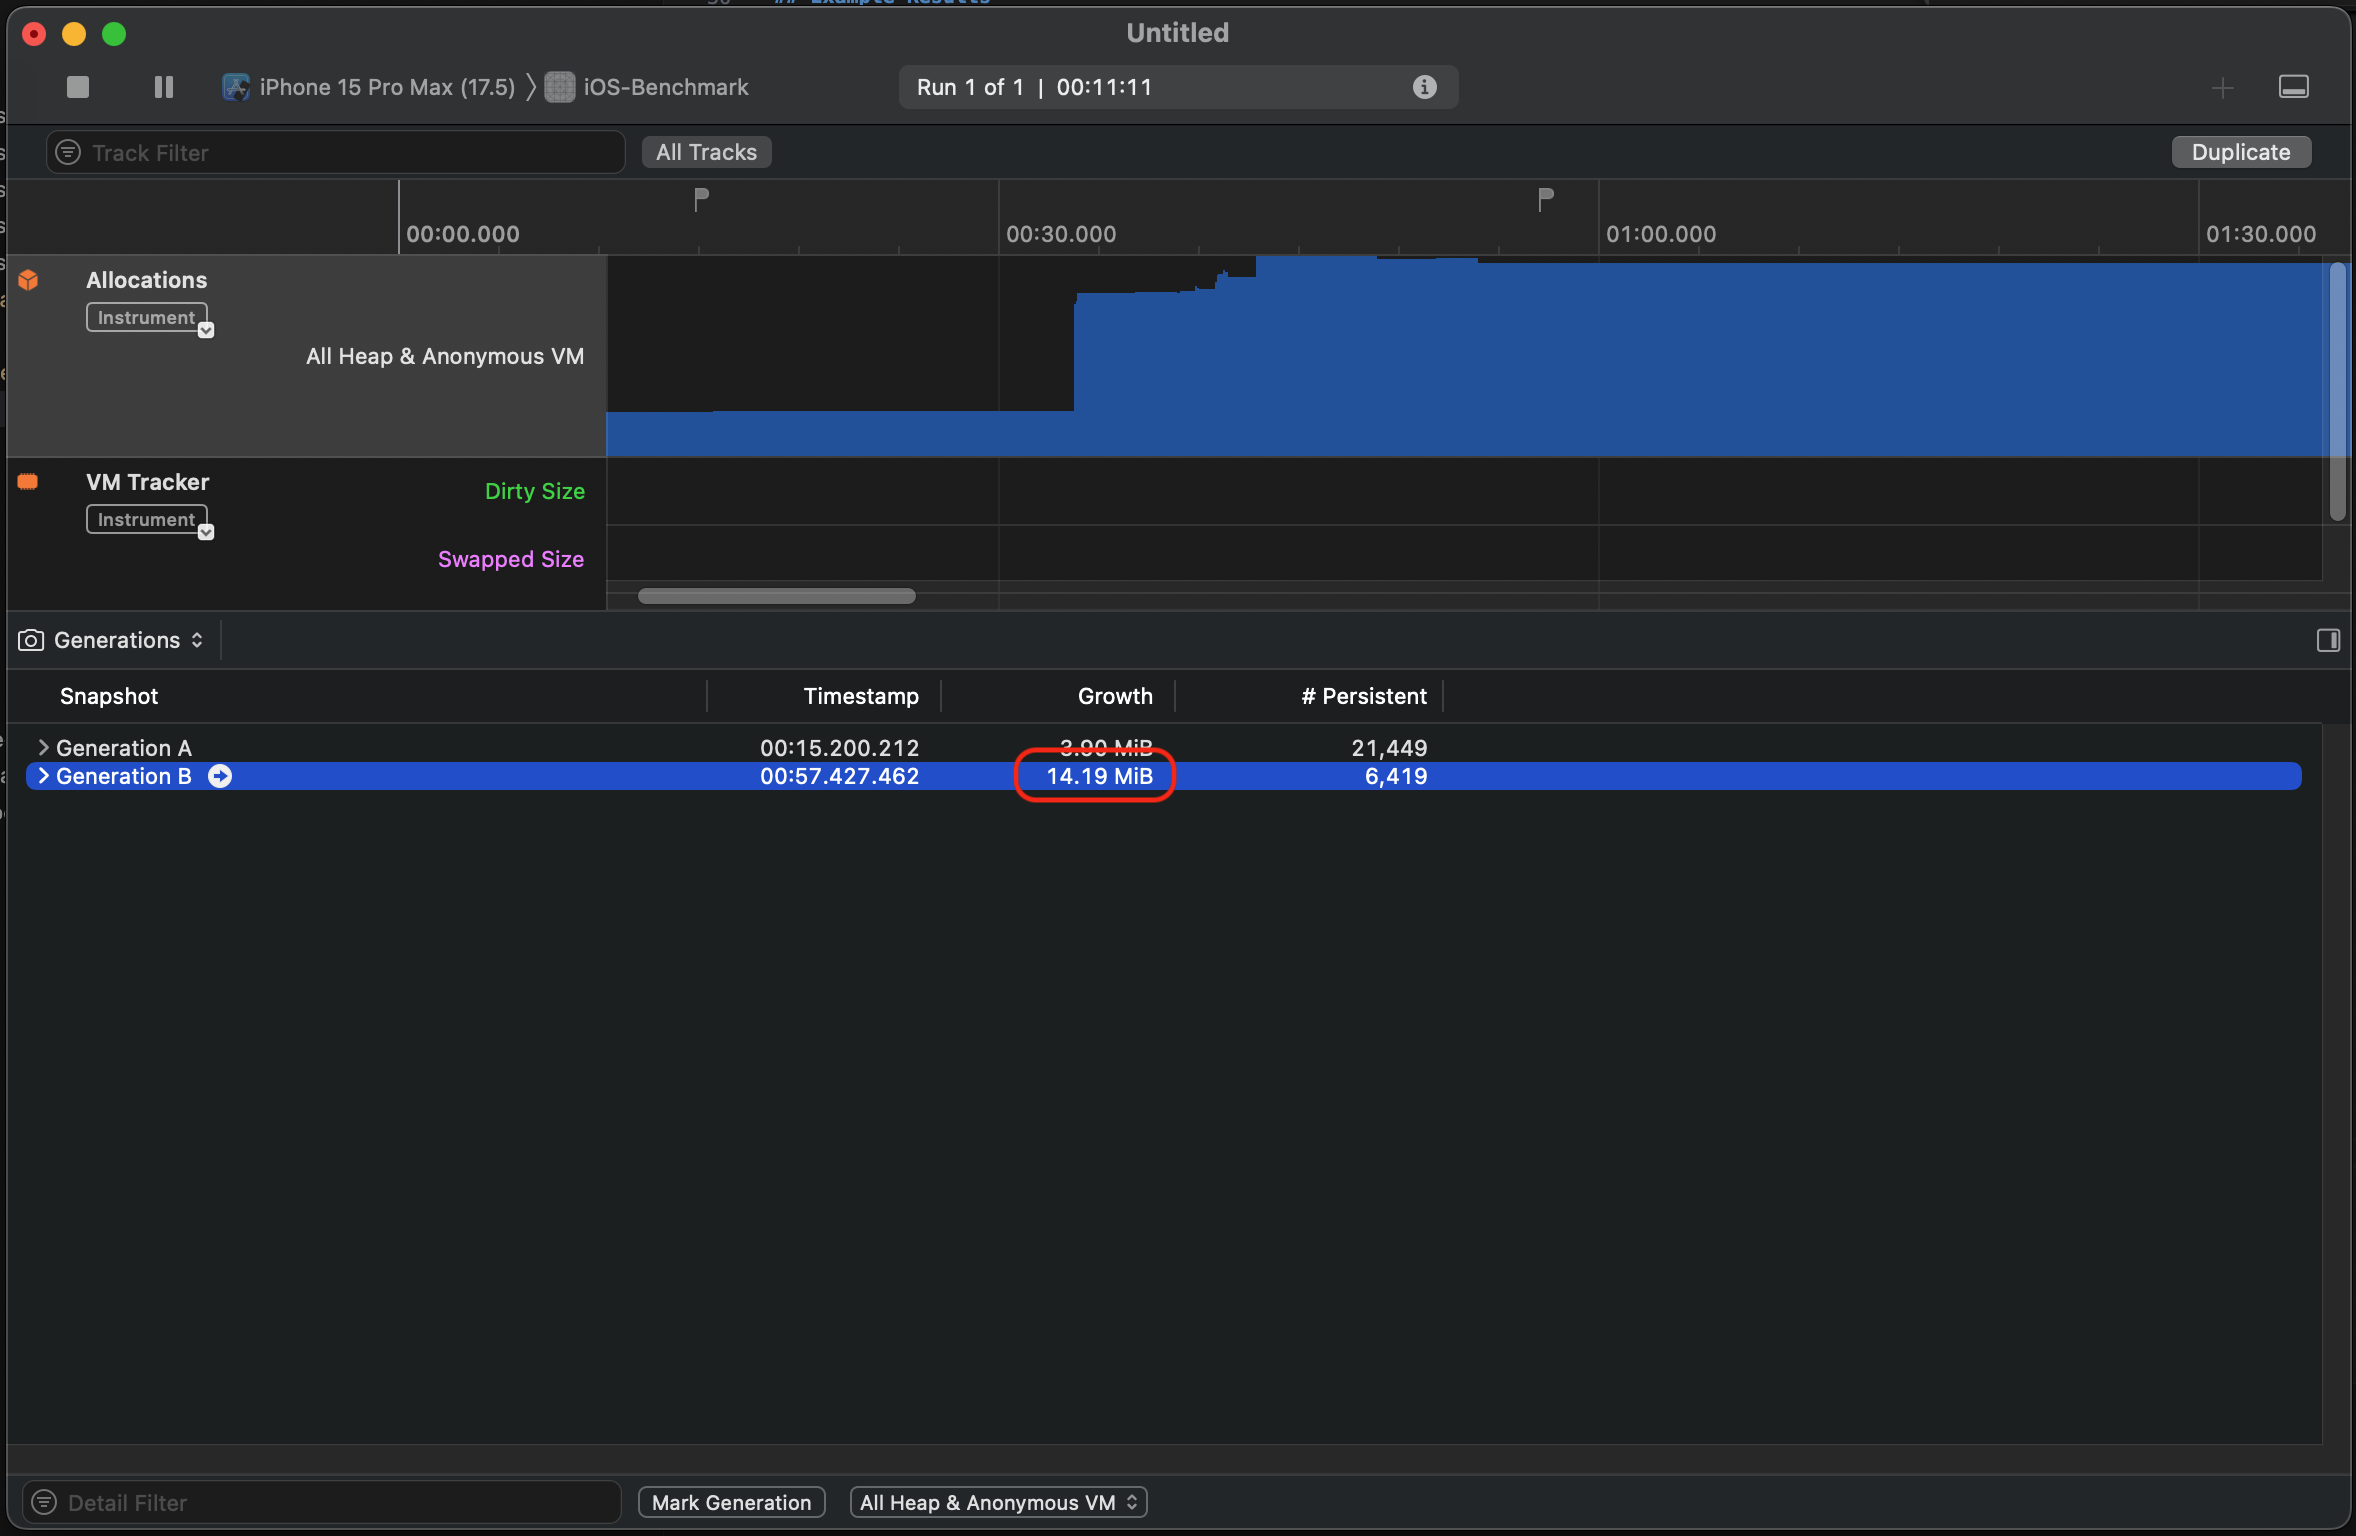 ## Example Results
Untitled
iPhone 15 Pro Max (17.5) iOS-Benchmark
Run 1 of 1 | 00:11:11
Track Filter
All Tracks
Duplicate
00:00.000 00:30.000 01:00.000 01:30.000
Allocations
Instrument
All Heap & Anonymous VM
VM Tracker
Instrument
Dirty Size
Swapped Size
Generations
Snapshot Timestamp Growth # Persistent
Generation A 00:15.200.212 3.90 MiB 21,449
Generation B 00:57.427.462 14.19 MiB 6,419
Detail Filter
Mark Generation
All Heap & Anonymous VM